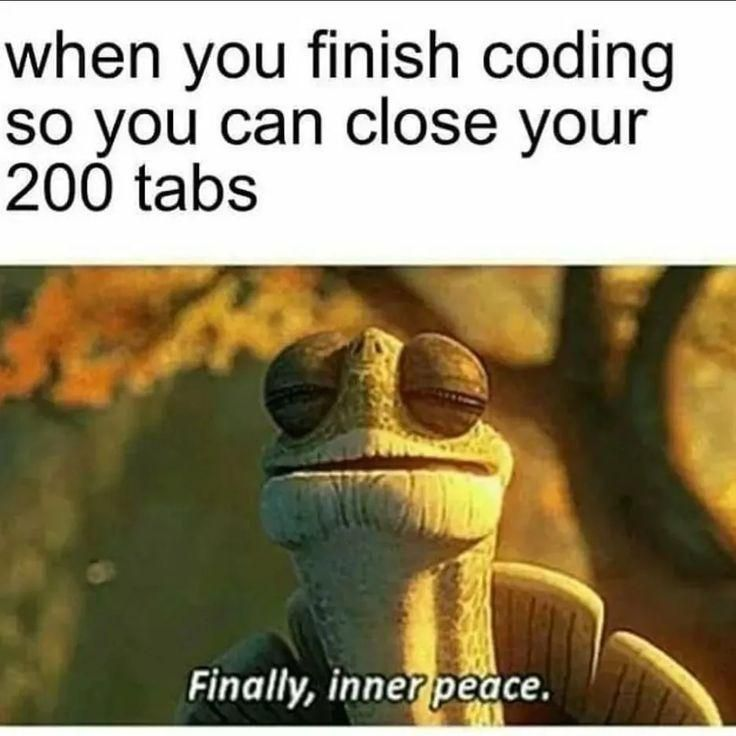 when you finish coding
so you can close your
200 tabs
Finally, inner peace.